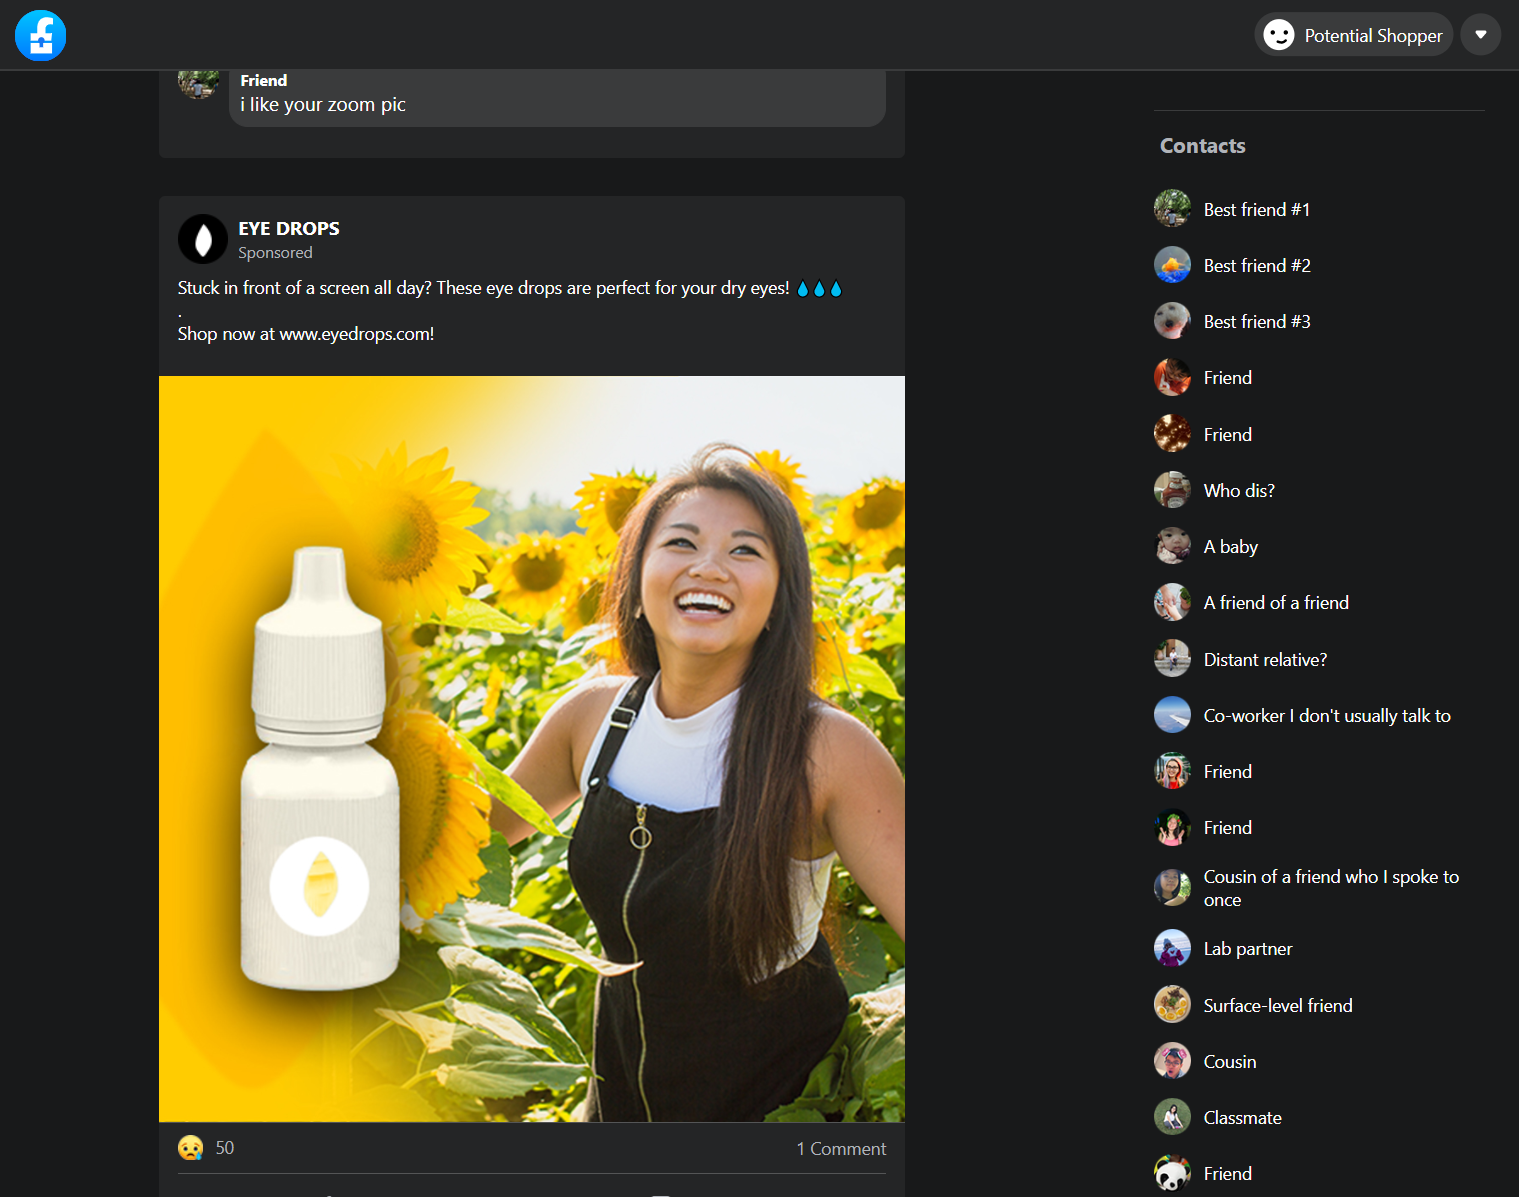 Potential Shopper
Friend
i like your zoom pic
EYE DROPS
Sponsored
Stuck in front of a screen all day? These eye drops are perfect for your dry eyes! 💧💧💧
.
Shop now at www.eyedrops.com!
50
1 Comment
Contacts
Best friend #1
Best friend #2
Best friend #3
Friend
Friend
Who dis?
A baby
A friend of a friend
Distant relative?
Co-worker I don't usually talk to
Friend
Friend
Cousin of a friend who I spoke to
once
Lab partner
Surface-level friend
Cousin
Classmate
Friend